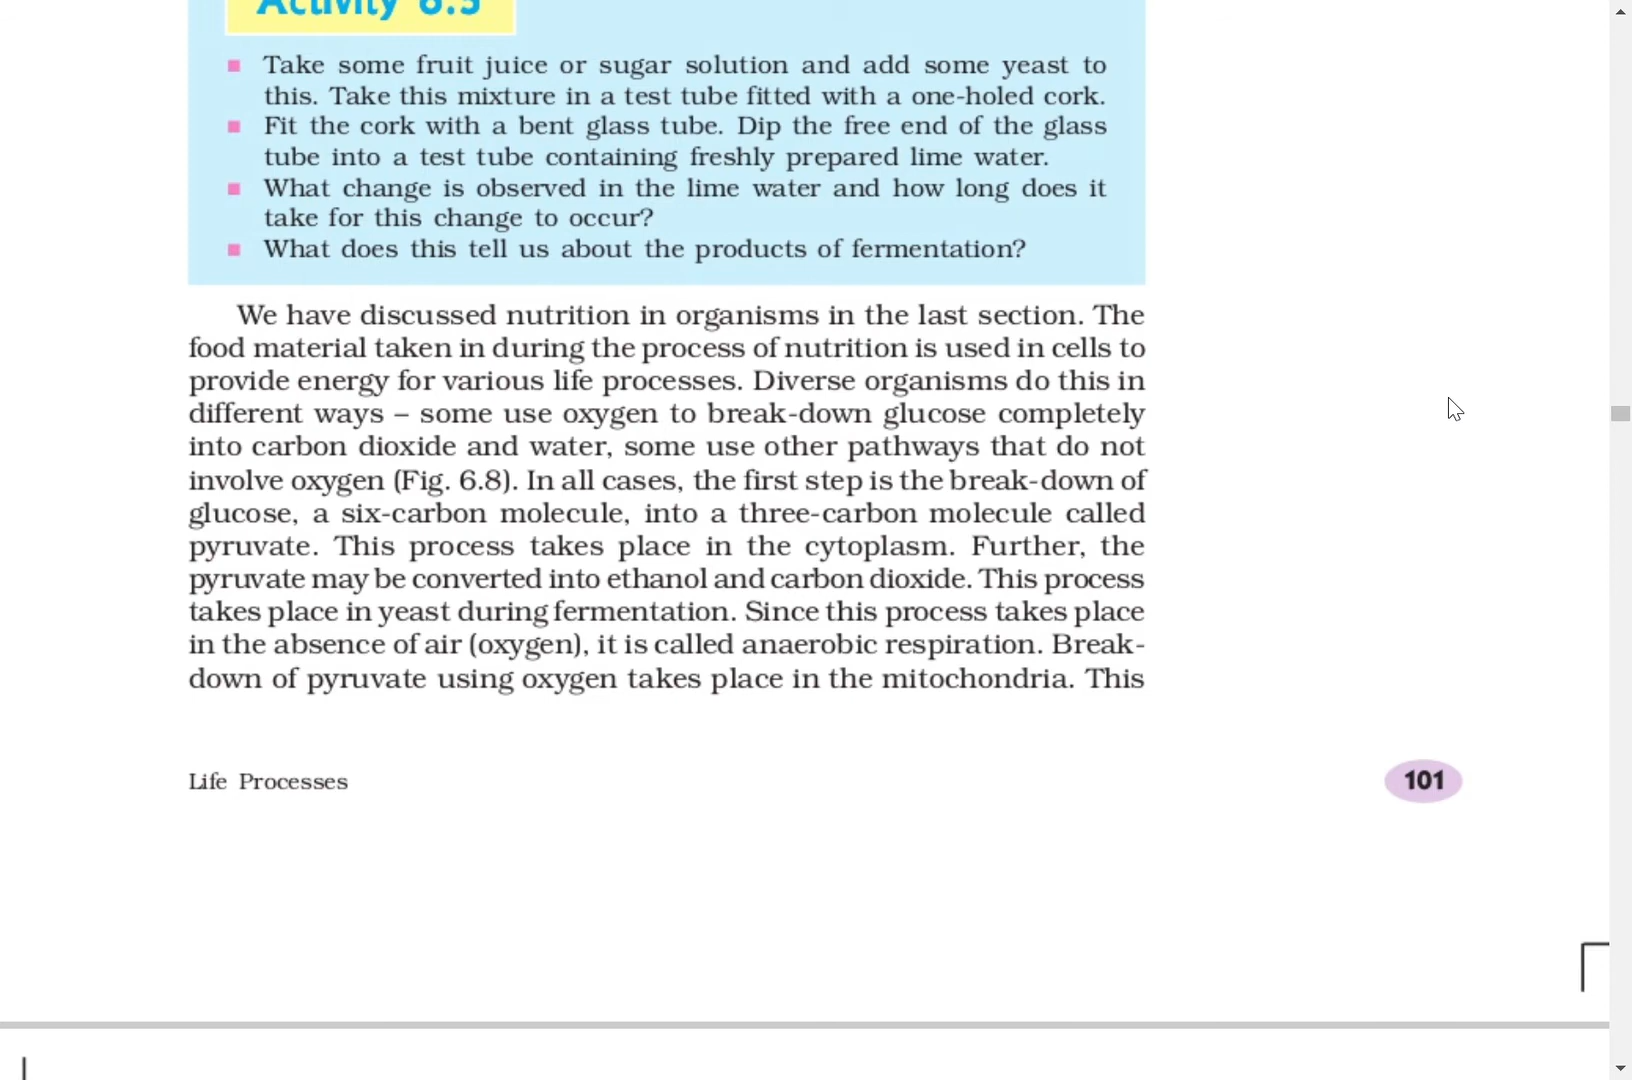 Activity 6.5
Take some fruit juice or sugar solution and add some yeast to
this. Take this mixture in a test tube fitted with a one-holed cork.
Fit the cork with a bent glass tube. Dip the free end of the glass
tube into a test tube containing freshly prepared lime water.
What change is observed in the lime water and how long does it
take for this change to occur?
What does this tell us about the products of fermentation?
We have discussed nutrition in organisms in the last section. The
food material taken in during the process of nutrition is used in cells to
provide energy for various life processes. Diverse organisms do this in
different ways – some use oxygen to break-down glucose completely
into carbon dioxide and water, some use other pathways that do not
involve oxygen (Fig. 6.8). In all cases, the first step is the break-down of
glucose, a six-carbon molecule, into a three-carbon molecule called
pyruvate. This process takes place in the cytoplasm. Further, the
pyruvate may be converted into ethanol and carbon dioxide. This process
takes place in yeast during fermentation. Since this process takes place
in the absence of air (oxygen), it is called anaerobic respiration. Break-
down of pyruvate using oxygen takes place in the mitochondria. This
Life Processes
101